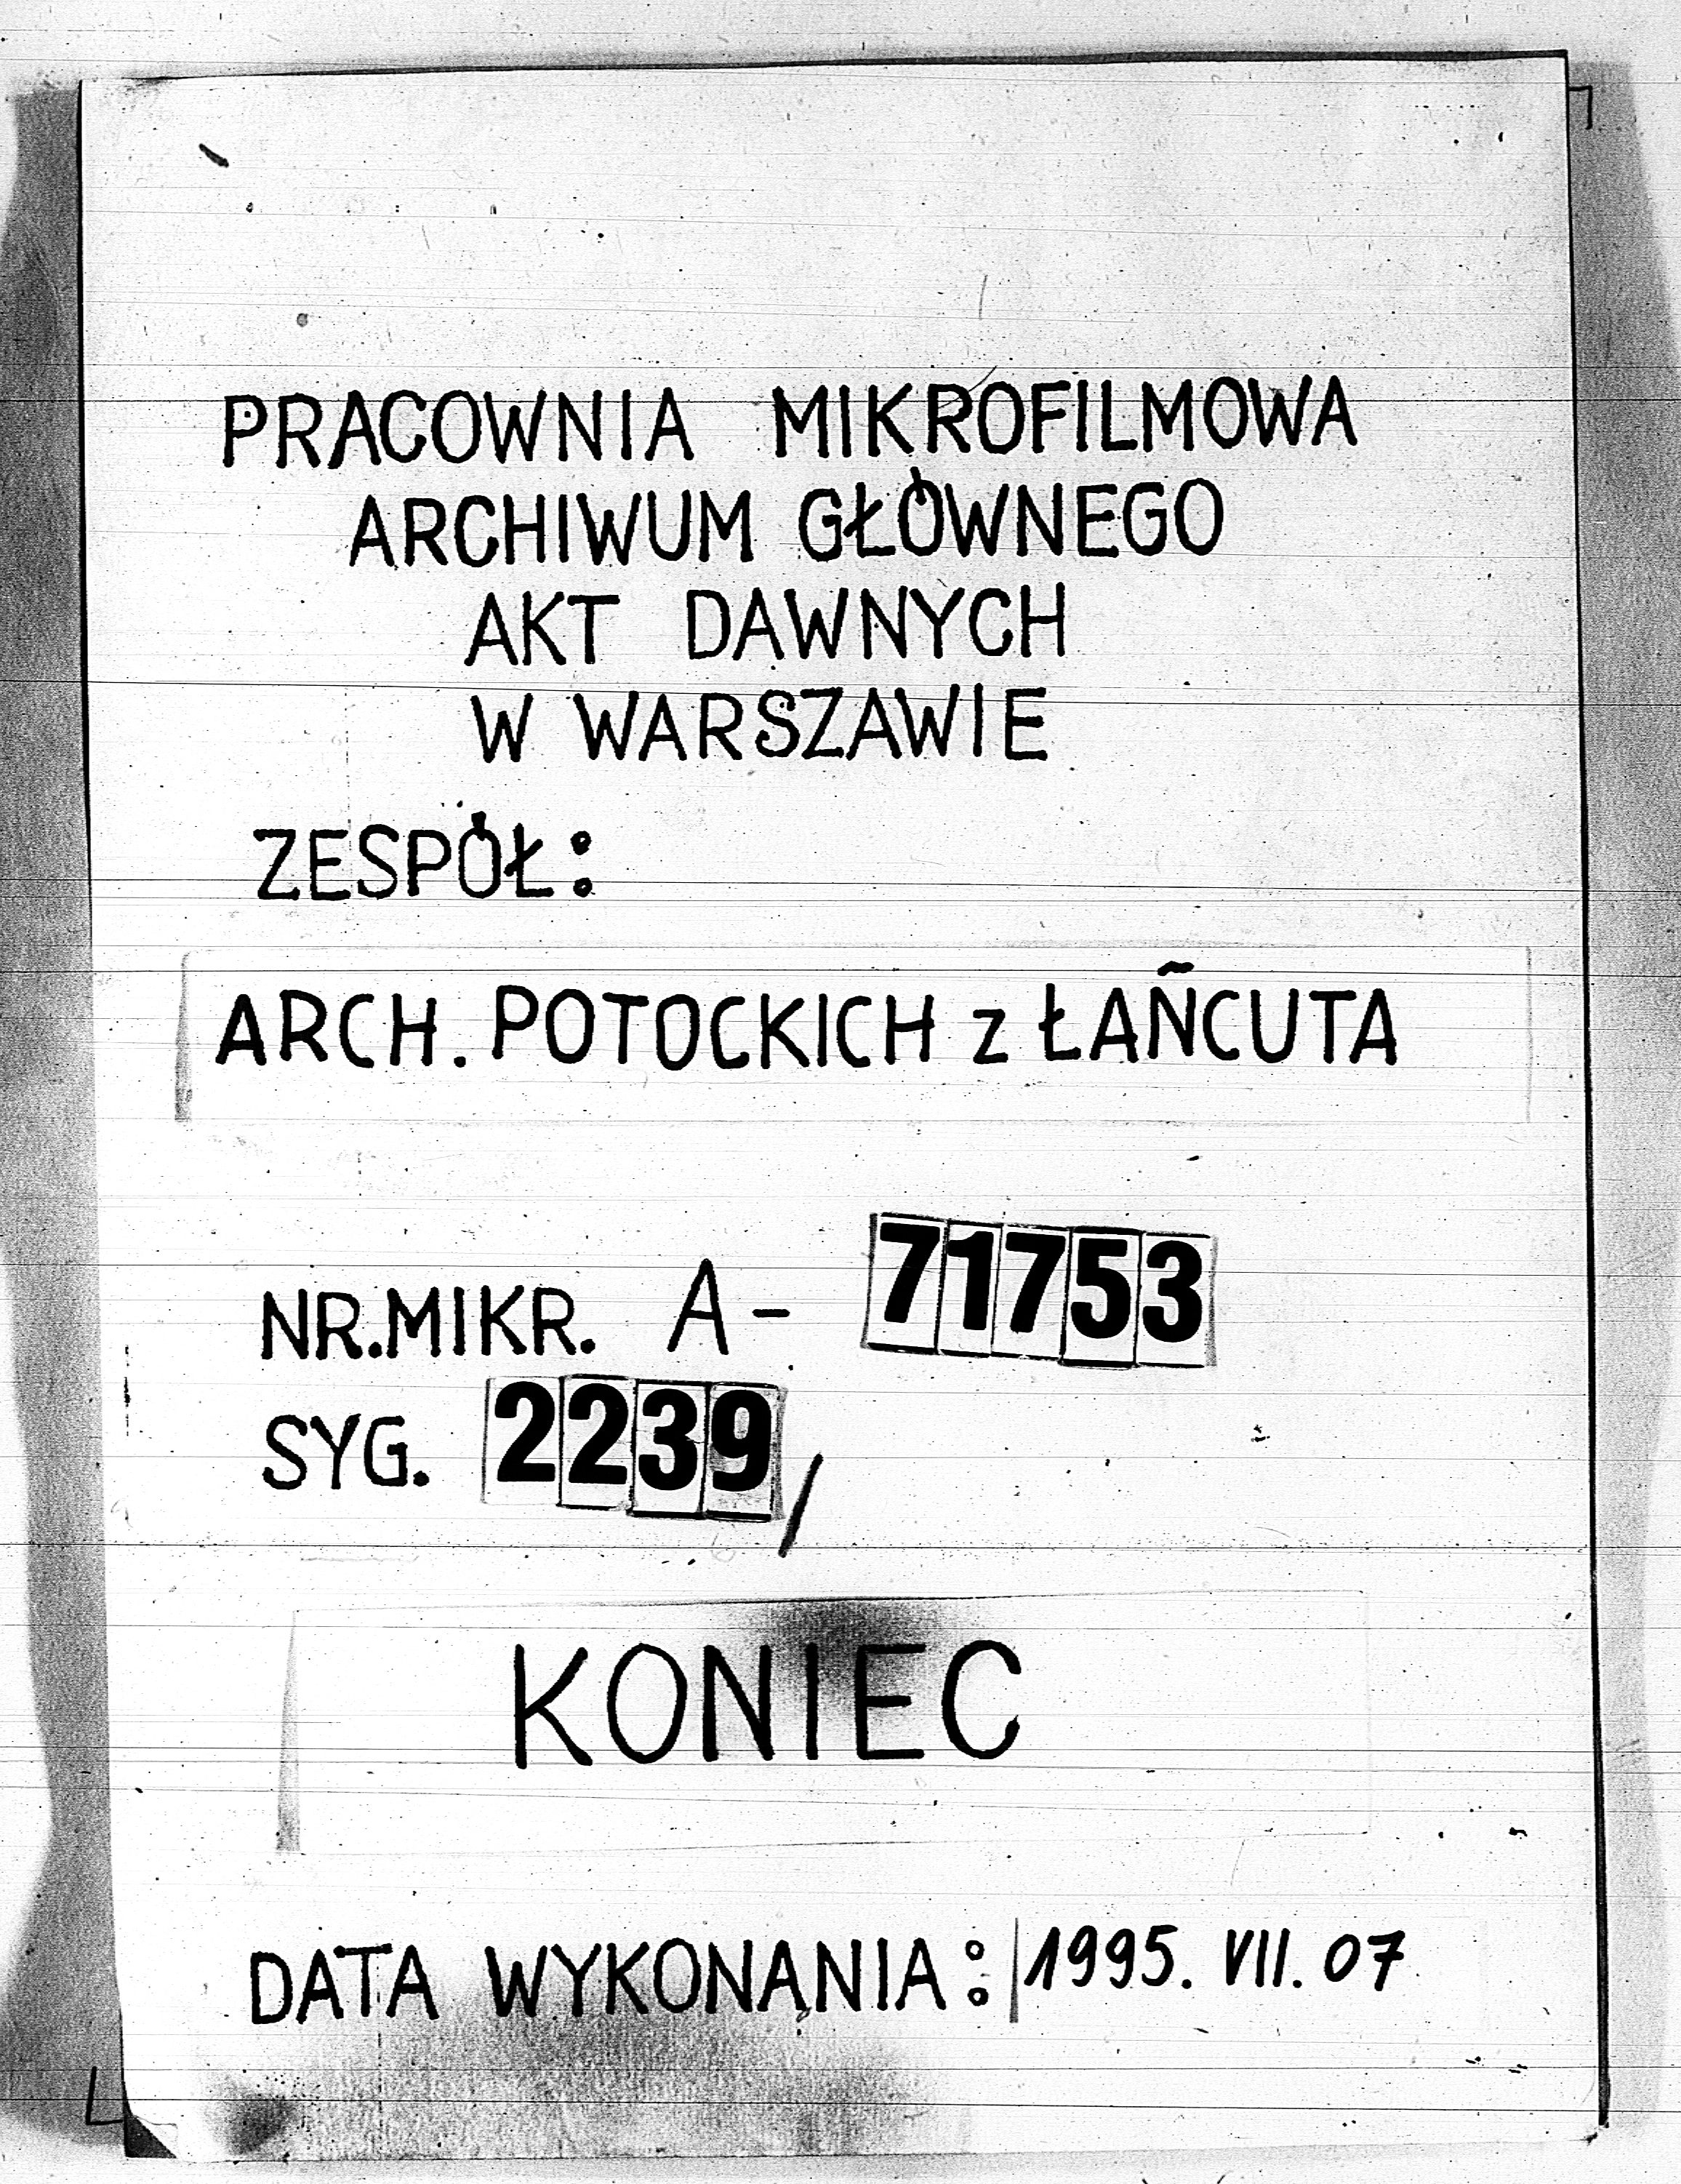 PRACOWNIA MIKROFILMOWA
ARCHIWUM GŁÓWNEGO
AKT DAWNYCH
W WARSZAWIE
ZESPÓŁ:
ARCH. POTOCKICH z ŁAŃCUTA
NR.MIKR. A- 71753
SYG. 2239/
KONIEC
DATA WYKONANIA: 1995. VII. 07